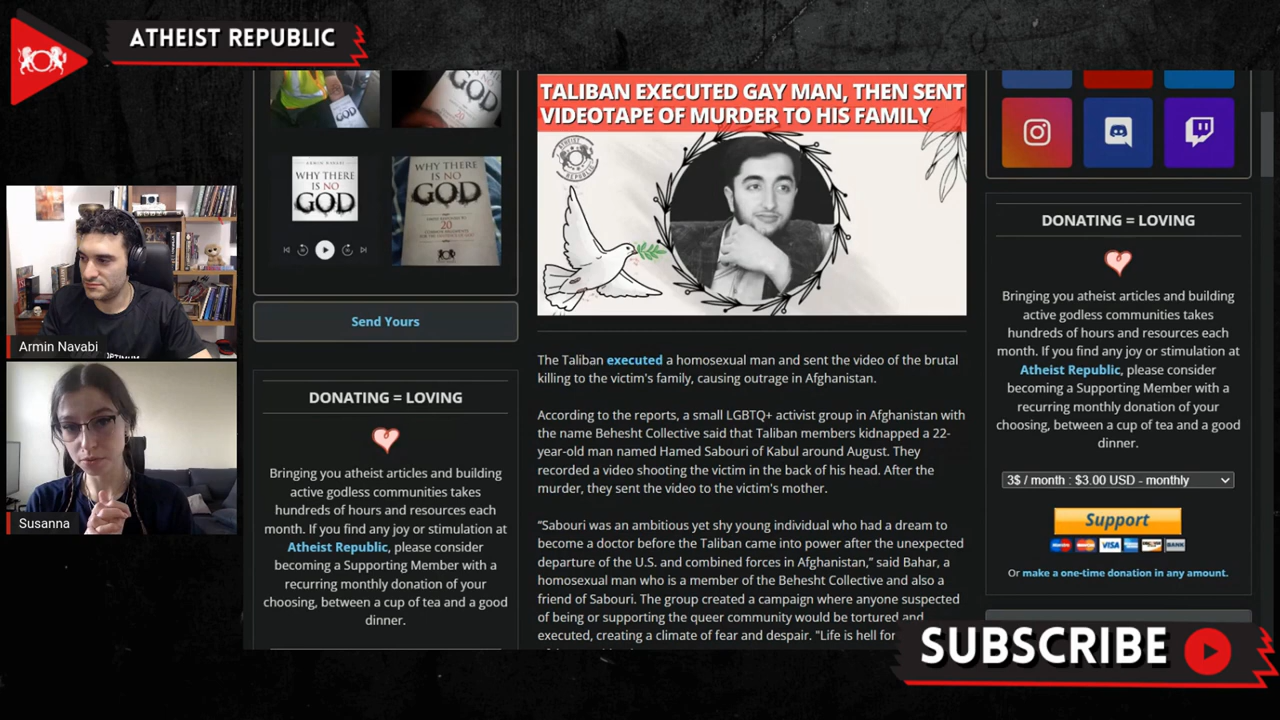 ATHEIST REPUBLIC
GOD
ARMIN NAVABI
WHY THERE
IS NO
GOD
WHY THERE
IS NO
GOD
20
Send Yours
DONATING = LOVING
Bringing you atheist articles and building
active godless communities takes
hundreds of hours and resources each
month. If you find any joy or stimulation at
Atheist Republic, please consider
becoming a Supporting Member with a
recurring monthly donation of your
choosing, between a cup of tea and a good
dinner.
TALIBAN EXECUTED GAY MAN, THEN SENT
VIDEOTAPE OF MURDER TO HIS FAMILY
ATHEIST REPUBLIC
The Taliban executed a homosexual man and sent the video of the brutal
killing to the victim's family, causing outrage in Afghanistan.
According to the reports, a small LGBTQ+ activist group in Afghanistan with
the name Behesht Collective said that Taliban members kidnapped a 22-
year-old man named Hamed Sabouri of Kabul around August. They
recorded a video shooting the victim in the back of his head. After the
murder, they sent the video to the victim's mother.
“Sabouri was an ambitious yet shy young individual who had a dream to
become a doctor before the Taliban came into power after the unexpected
departure of the U.S. and combined forces in Afghanistan,” said Bahar, a
homosexual man who is a member of the Behesht Collective and also a
friend of Sabouri. The group created a campaign where anyone suspected
of being or supporting the queer community would be tortured and
executed, creating a climate of fear and despair. "Life is hell for
DONATING = LOVING
Bringing you atheist articles and building
active godless communities takes
hundreds of hours and resources each
month. If you find any joy or stimulation at
Atheist Republic, please consider
becoming a Supporting Member with a
recurring monthly donation of your
choosing, between a cup of tea and a good
dinner.
3$ / month : $3.00 USD - monthly
Support
VISA
BANK
Or make a one-time donation in any amount.
Armin Navabi
Susanna
SUBSCRIBE